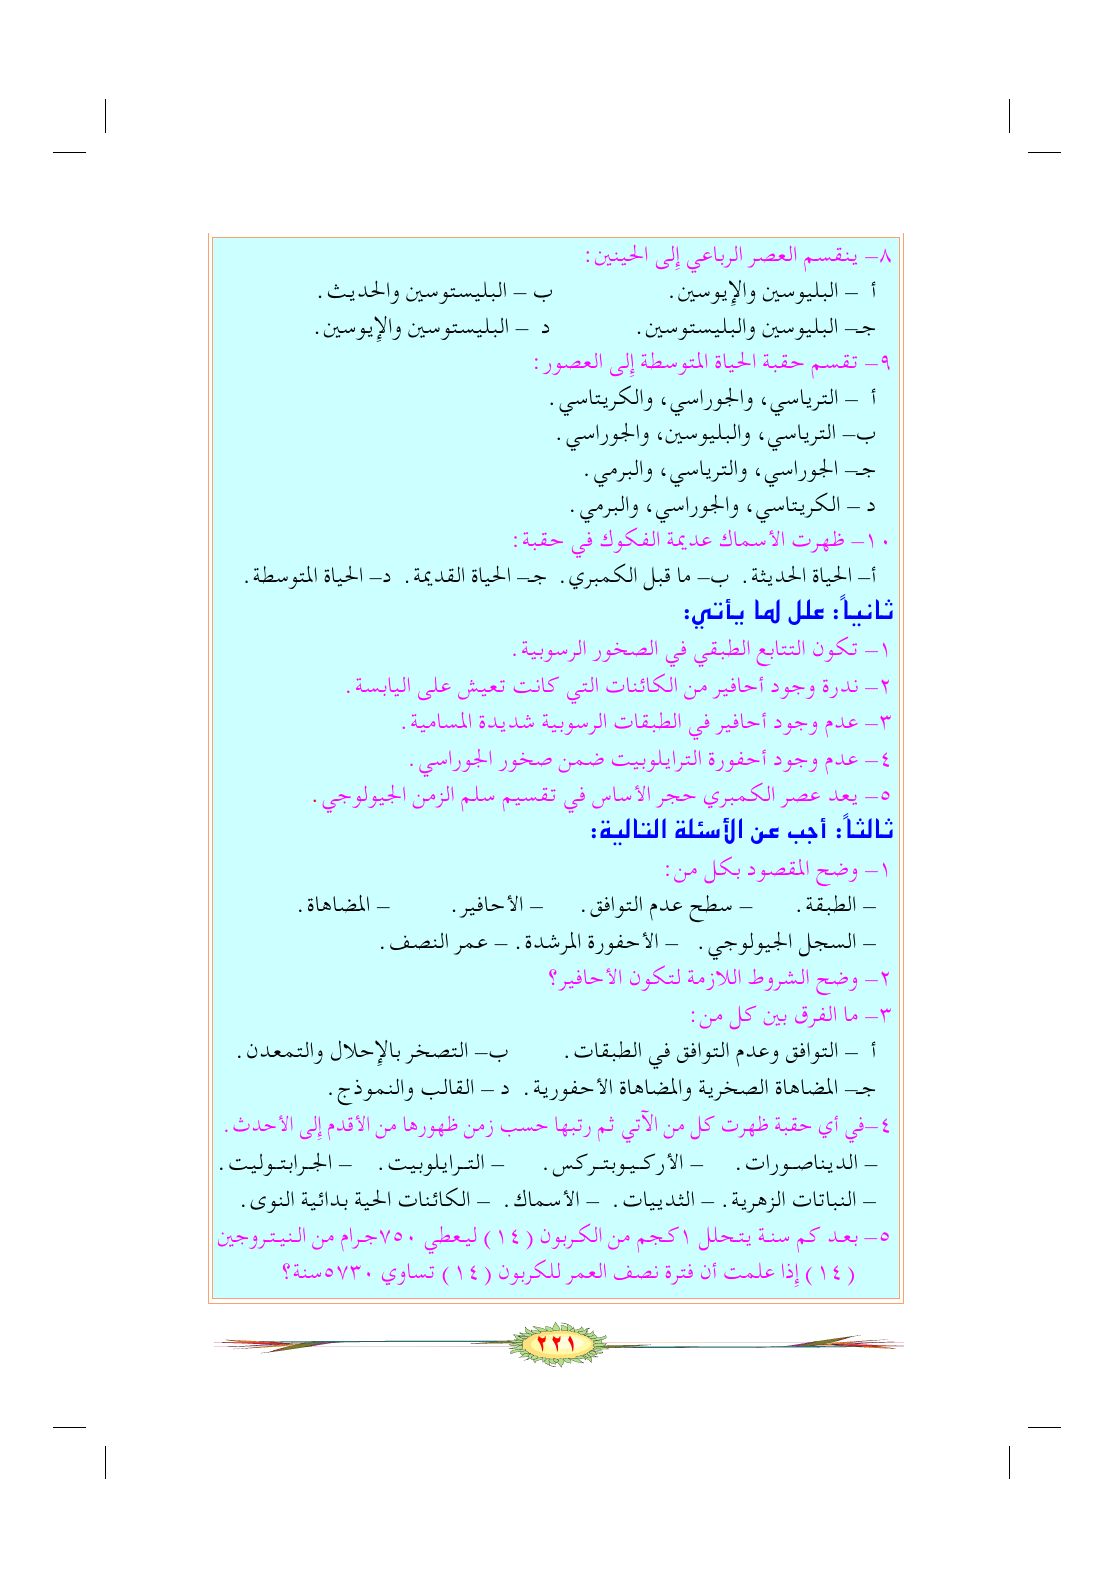 ٨– ينقسم العصر الرباعي إِلى الحينين:
أ – البليوسين والإِيوسين. ب – البليستوسين والحديث.
جـ– البليوسين والبليستوسين. د – البليستوسين والإِيوسين.
٩– تقسم حقبة الحياة المتوسطة إِلى العصور:
أ – الترياسي، والجوراسي، والكريتاسي.
ب– الترياسي، والبليوسين، والجوراسي.
جـ– الجوراسي، والترياسي، والبرمي.
د – الكريتاسي، والجوراسي، والبرمي.
١٠– ظهرت الأسماك عديمة الفكوك في حقبة:
أ– الحياة الحديثة. ب– ما قبل الكمبري. جـ– الحياة القديمة. د– الحياة المتوسطة.
ثانياً: علل لما يأتي:
١– تكون التتابع الطبقي في الصخور الرسوبية.
٢– ندرة وجود أحافير من الكائنات التي كانت تعيش على اليابسة.
٣– عدم وجود أحافير في الطبقات الرسوبية شديدة المسامية.
٤– عدم وجود أحفورة الترايلوبيت ضمن صخور الجوراسي.
٥– يعد عصر الكمبري حجر الأساس في تقسيم سلم الزمن الجيولوجي.
ثالثاً: أجب عن الأسئلة التالية:
١– وضح المقصود بكل من:
– الطبقة. – سطح عدم التوافق. – الأحافير. – المضاهاة.
– السجل الجيولوجي. – الأحفورة المرشدة. – عمر النصف.
٢– وضح الشروط اللازمة لتكون الأحافير؟
٣– ما الفرق بين كل من:
أ – التوافق وعدم التوافق في الطبقات. ب– التصخر بالإِحلال والتمعدن.
جـ– المضاهاة الصخرية والمضاهاة الأحفورية. د – القالب والنموذج.
٤–في أي حقبة ظهرت كل من الآتي ثم رتبها حسب زمن ظهورها من الأقدم إِلى الأحدث.
– الديناصورات. – الأركيوبتركس. – الترايلوبيت. – الجرابتوليت.
– النباتات الزهرية. – الثدييات. – الأسماك. – الكائنات الحية بدائية النوى.
٥– بعد كم سنة يتحلل ١كجم من الكربون (١٤) ليعطي ٧٥٠جرام من النيتروجين
(١٤) إِذا علمت أن فترة نصف العمر للكربون (١٤) تساوي ٥٧٣٠سنة؟
٢٢١